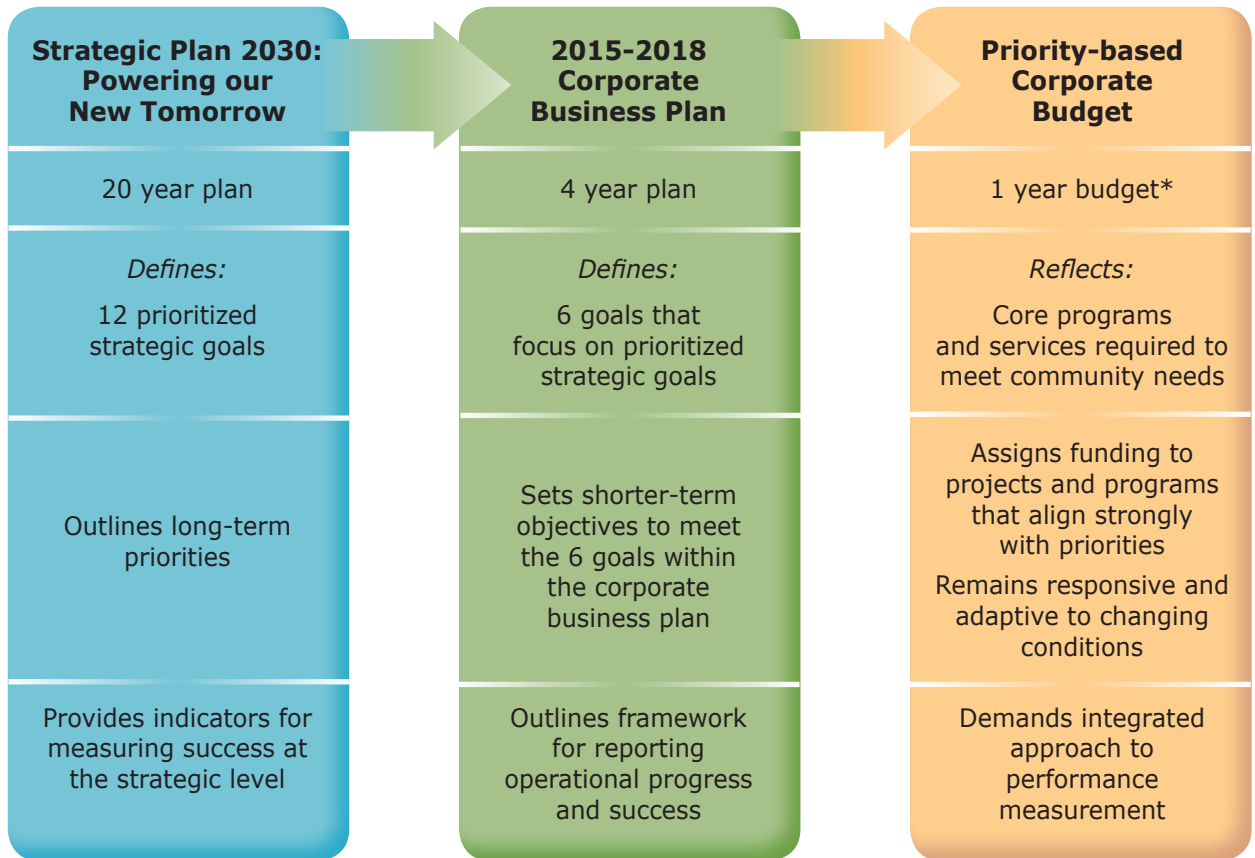 Strategic Plan 2030:
Powering our
New Tomorrow
20 year plan
Defines:
12 prioritized
strategic goals
Outlines long-term
priorities
Provides indicators for
measuring success at
the strategic level
2015-2018
Corporate
Business Plan
4 year plan
Defines:
6 goals that
focus on prioritized
strategic goals
Sets shorter-term
objectives to meet
the 6 goals within
the corporate
business plan
Outlines framework
for reporting
operational progress
and success
Priority-based
Corporate
Budget
1 year budget*
Reflects:
Core programs
and services required to
meet community needs
Assigns funding to
projects and programs
that align strongly
with priorities
Remains responsive and
adaptive to changing
conditions
Demands integrated
approach to
performance
measurement